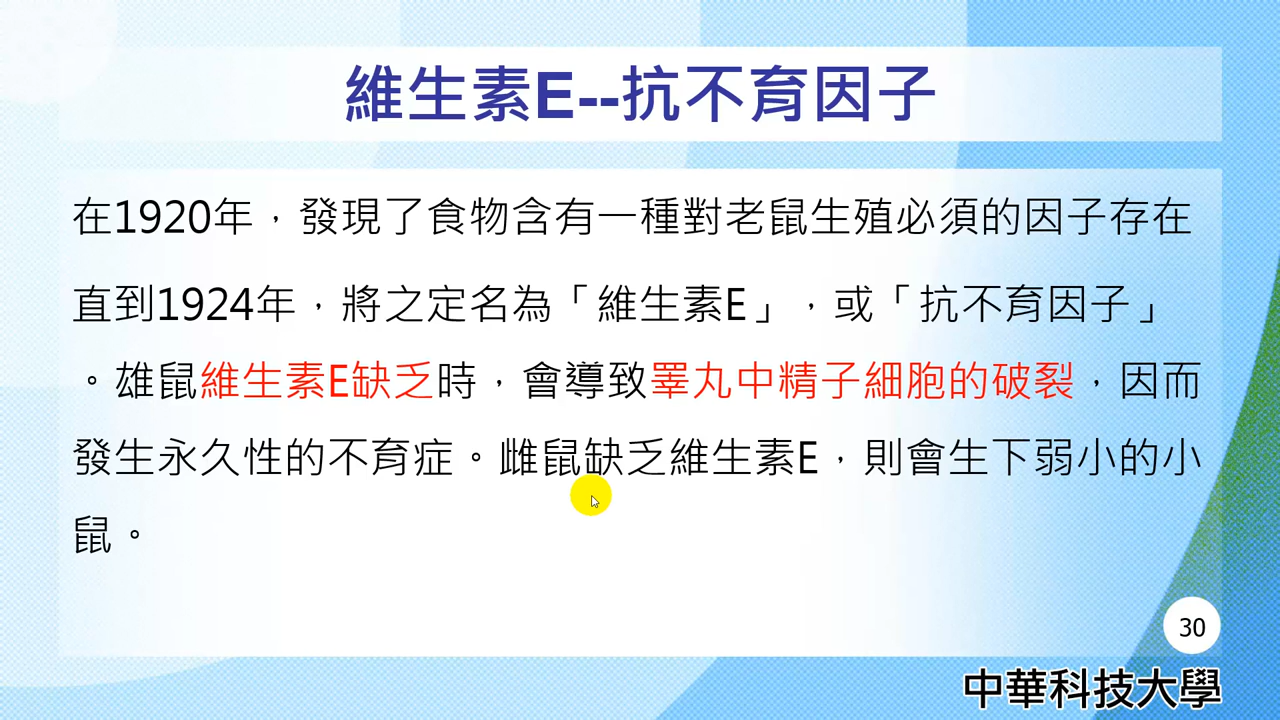 維生素E--抗不育因子
在1920年，發現了食物含有一種對老鼠生殖必須的因子存在
直到1924年，將之定名為「維生素E」，或「抗不育因子」
。雄鼠維生素E缺乏時，會導致睪丸中精子細胞的破裂，因而
發生永久性的不育症。雌鼠缺乏維生素E，則會生下弱小的小
鼠。
30
中華科技大學